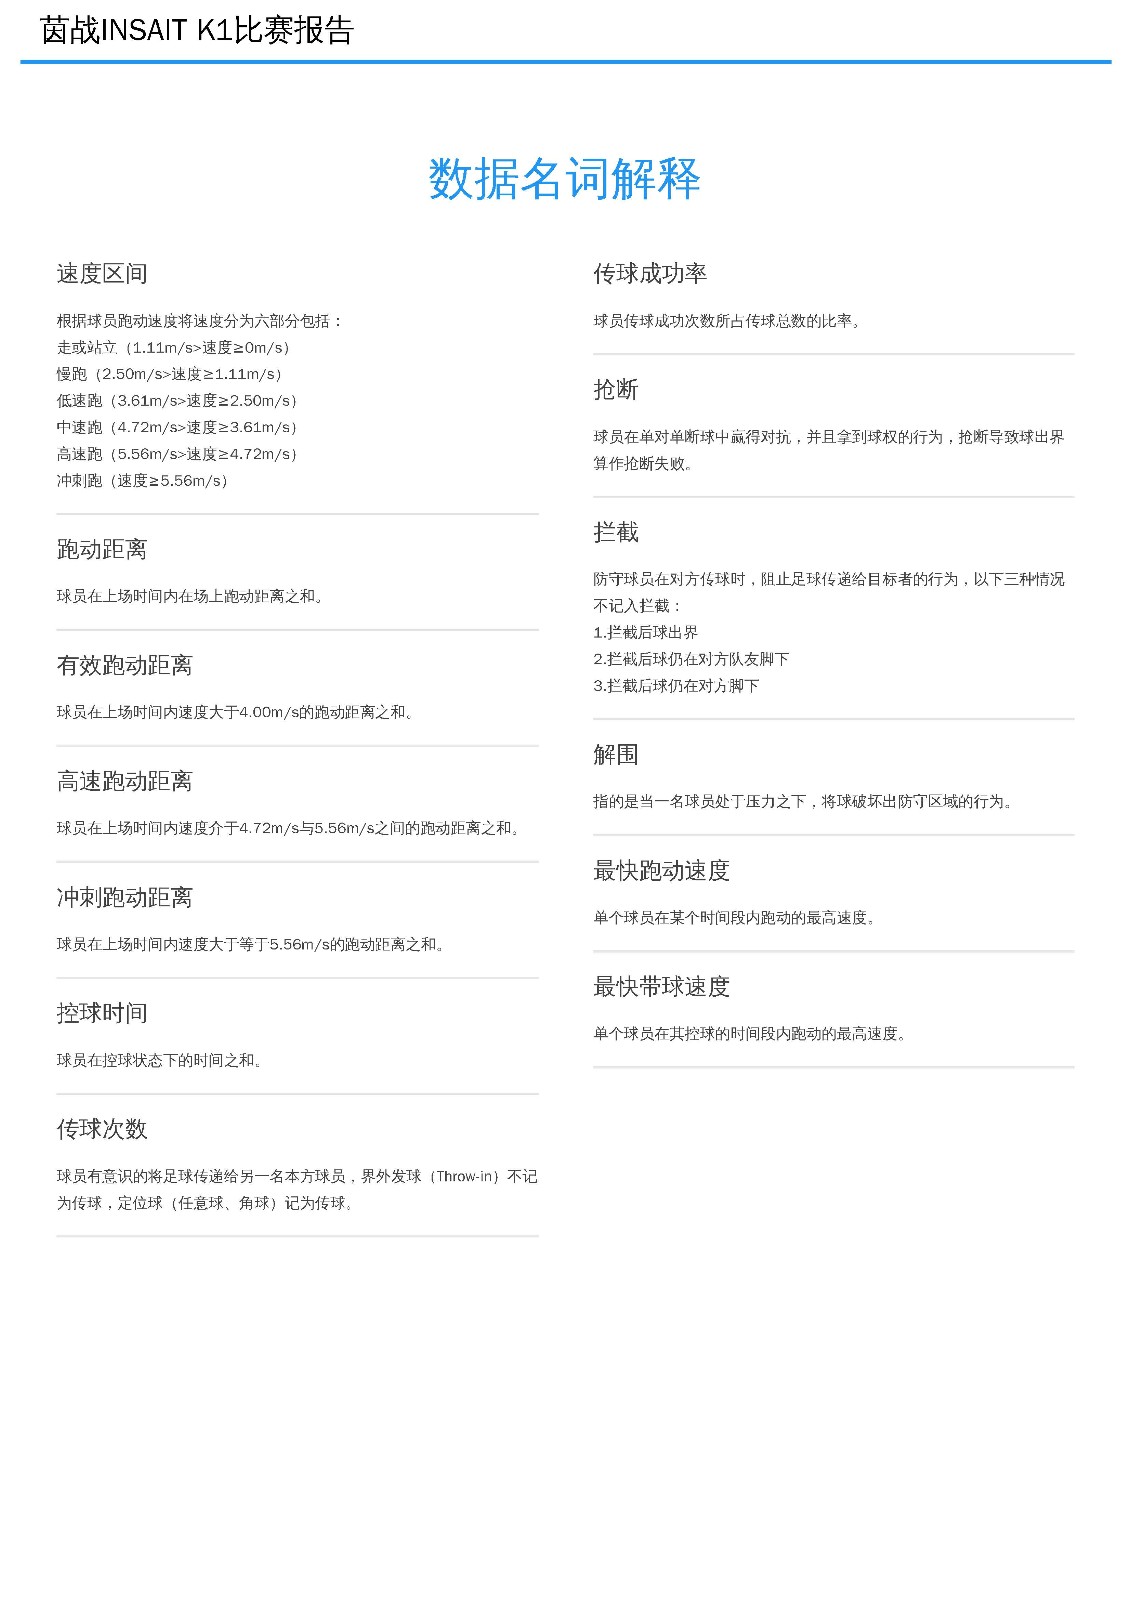 茵战INSAIT K1比赛报告
数据名词解释
速度区间
根据球员跑动速度将速度分为六部分包括：
走或站立（1.11m/s>速度≥0m/s）
慢跑（2.50m/s>速度≥1.11m/s）
低速跑（3.61m/s>速度≥2.50m/s）
中速跑（4.72m/s>速度≥3.61m/s）
高速跑（5.56m/s>速度≥4.72m/s）
冲刺跑（速度≥5.56m/s）
跑动距离
球员在上场时间内在场上跑动距离之和。
有效跑动距离
球员在上场时间内速度大于4.00m/s的跑动距离之和。
高速跑动距离
球员在上场时间内速度介于4.72m/s与5.56m/s之间的跑动距离之和。
冲刺跑动距离
球员在上场时间内速度大于等于5.56m/s的跑动距离之和。
控球时间
球员在控球状态下的时间之和。
传球次数
球员有意识的将足球传递给另一名本方球员，界外发球（Throw-in）不记
为传球，定位球（任意球、角球）记为传球。
传球成功率
球员传球成功次数所占传球总数的比率。
抢断
球员在单对单断球中赢得对抗，并且拿到球权的行为，抢断导致球出界
算作抢断失败。
拦截
防守球员在对方传球时，阻止足球传递给目标者的行为，以下三种情况
不记入拦截：
1.拦截后球出界
2.拦截后球仍在对方队友脚下
3.拦截后球仍在对方脚下
解围
指的是当一名球员处于压力之下，将球破坏出防守区域的行为。
最快跑动速度
单个球员在某个时间段内跑动的最高速度。
最快带球速度
单个球员在其控球的时间段内跑动的最高速度。